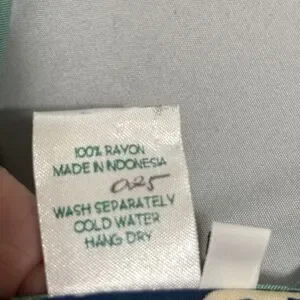 100% RAYON
MADE IN INDONESIA
025
WASH SEPARATELY
COLD WATER
HANG DRY